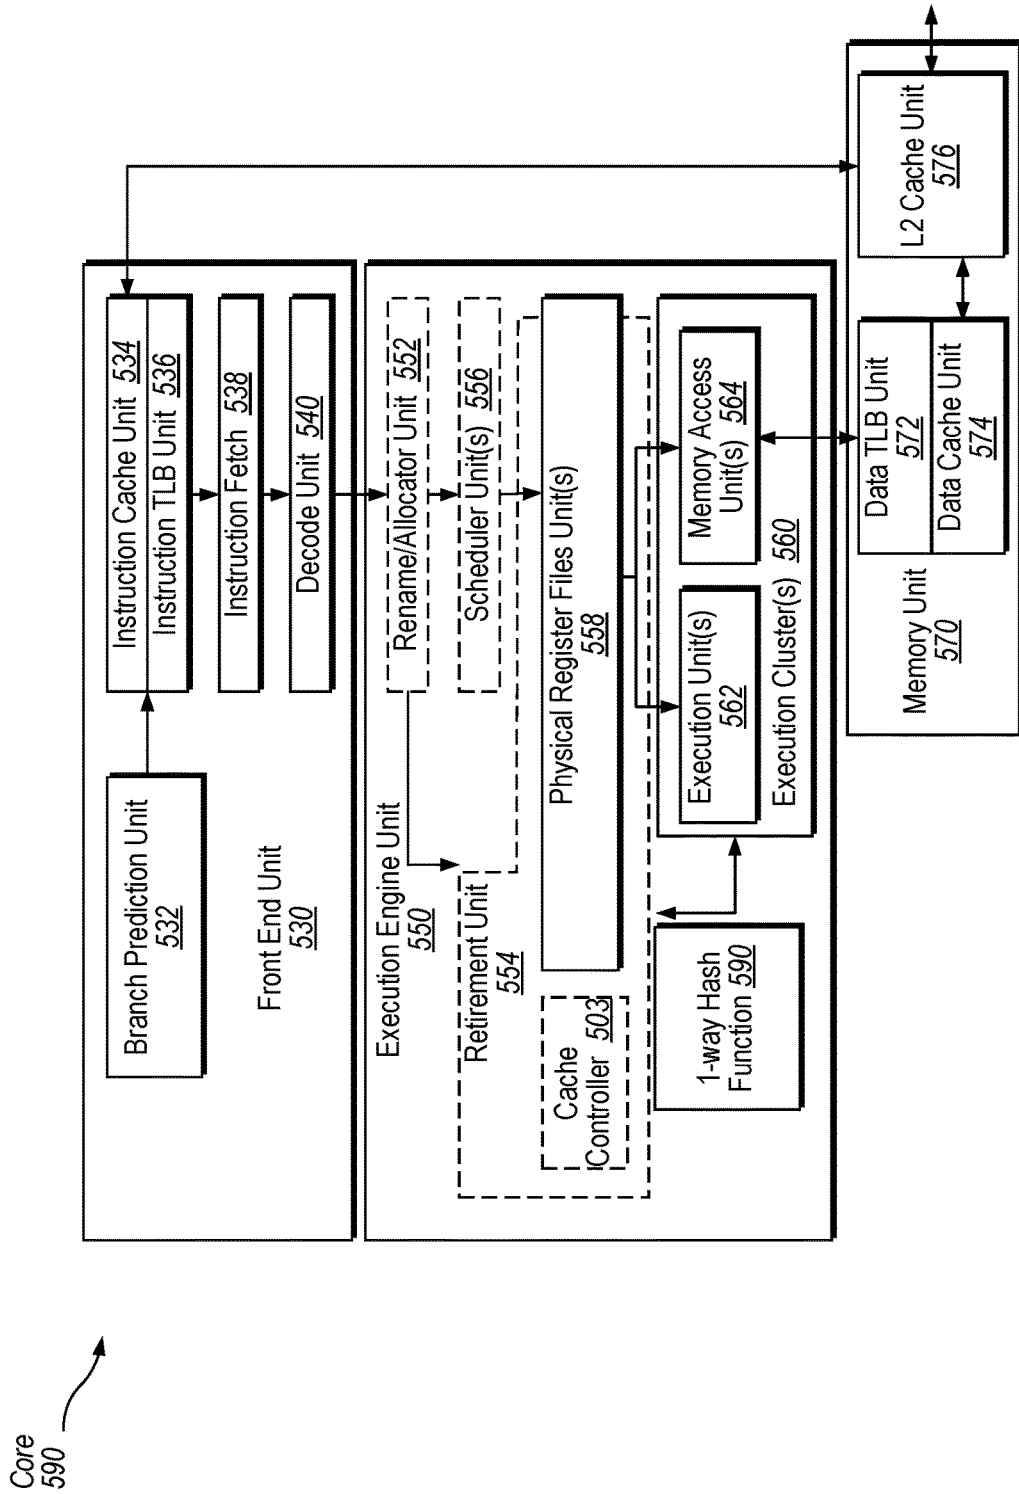 Core
590
Branch Prediction Unit
532
Instruction Cache Unit 534
Instruction TLB Unit 536
Instruction Fetch 538
Decode Unit 540
Front End Unit
530
Execution Engine Unit
550
Rename/Allocator Unit 552
Scheduler Unit(s) 556
Retirement Unit
554
Physical Register Files Unit(s)
558
Cache
Controller 503
1-way Hash
Function 590
Execution Unit(s)
562
Memory Access
Unit(s) 564
Execution Cluster(s) 560
Memory Unit
570
Data TLB Unit
572
Data Cache Unit
574
L2 Cache Unit
576